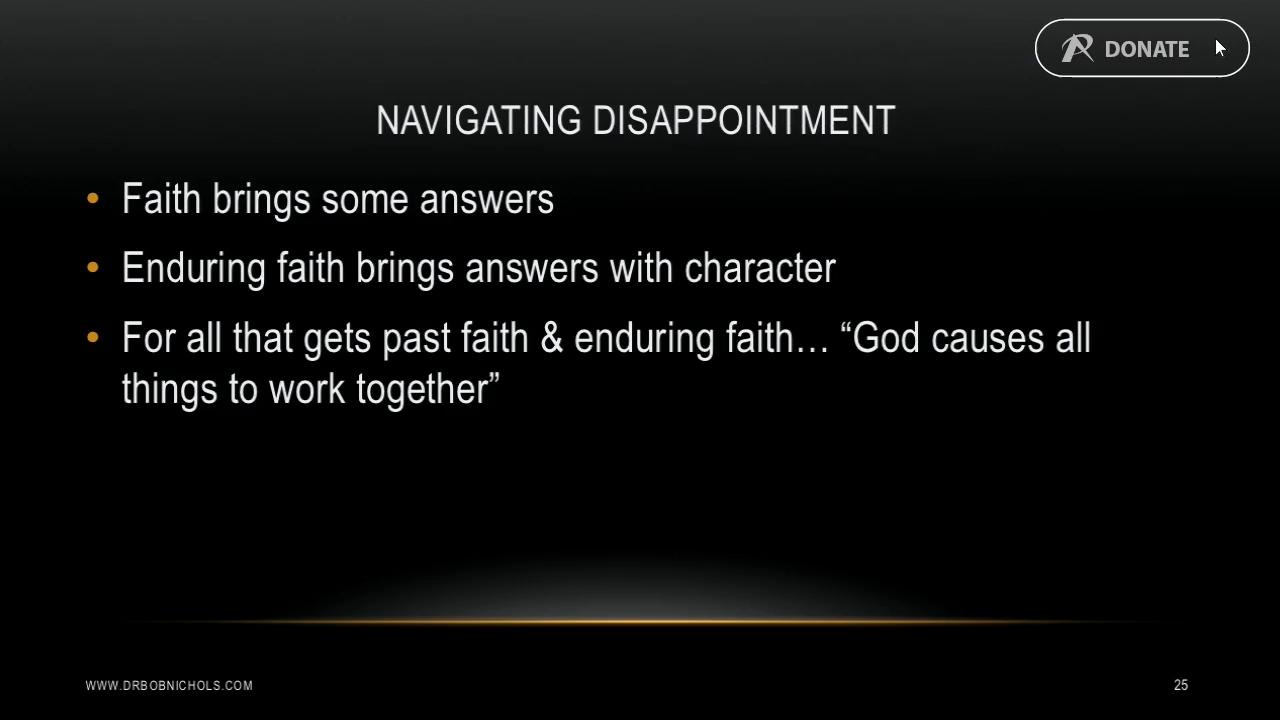 DONATE
NAVIGATING DISAPPOINTMENT
• Faith brings some answers
• Enduring faith brings answers with character
• For all that gets past faith & enduring faith… “God causes all
things to work together”
WWW.DRBOBNICHOLS.COM
25